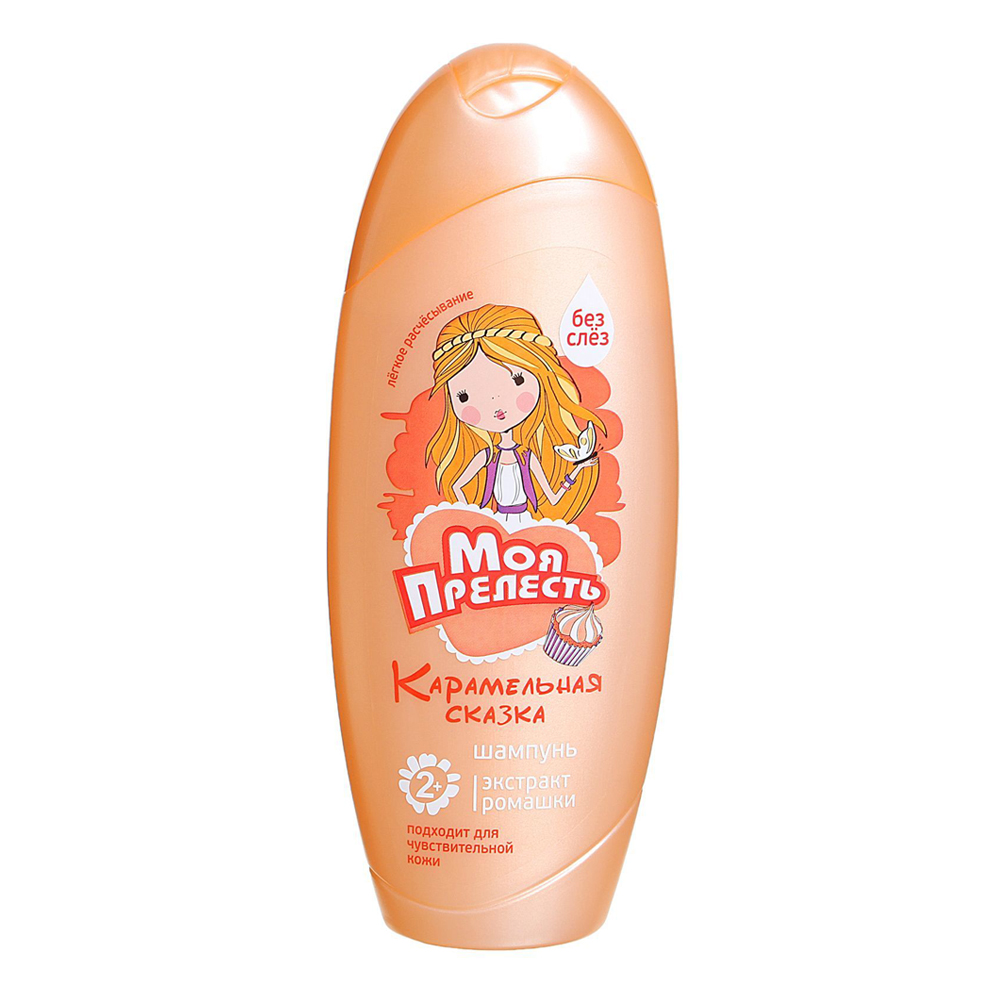 лёгкое расчёсывание
без
слёз
Моя
Прелесть
Карамельная
сказка
шампунь
экстракт
ромашки
2+
подходит для
чувствительной
кожи